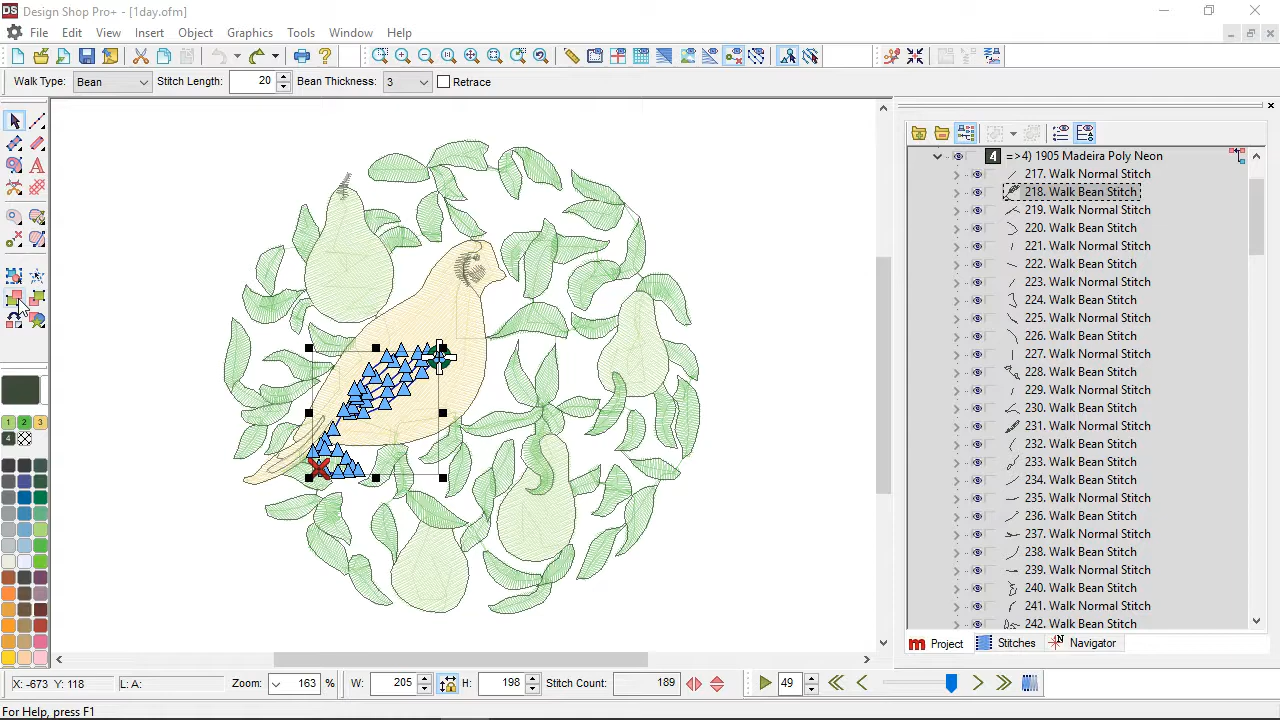 DS Design Shop Pro+ - [1day.ofm]
File Edit View Insert Object Graphics Tools Window Help
Walk Type: Bean Stitch Length: 20 Bean Thickness: 3 Retrace
4 =>4) 1905 Madeira Poly Neon
217. Walk Normal Stitch
218. Walk Bean Stitch
219. Walk Normal Stitch
220. Walk Bean Stitch
221. Walk Normal Stitch
222. Walk Bean Stitch
223. Walk Normal Stitch
224. Walk Bean Stitch
225. Walk Normal Stitch
226. Walk Bean Stitch
227. Walk Normal Stitch
228. Walk Bean Stitch
229. Walk Normal Stitch
230. Walk Bean Stitch
231. Walk Normal Stitch
232. Walk Bean Stitch
233. Walk Normal Stitch
234. Walk Bean Stitch
235. Walk Normal Stitch
236. Walk Bean Stitch
237. Walk Normal Stitch
238. Walk Bean Stitch
239. Walk Normal Stitch
240. Walk Bean Stitch
241. Walk Normal Stitch
242. Walk Bean Stitch
1 2 3
4
Project Stitches Navigator
X: -673 Y: 118 L: A: Zoom: 163 % W: 205 H: 198 Stitch Count: 189 49
For Help, press F1